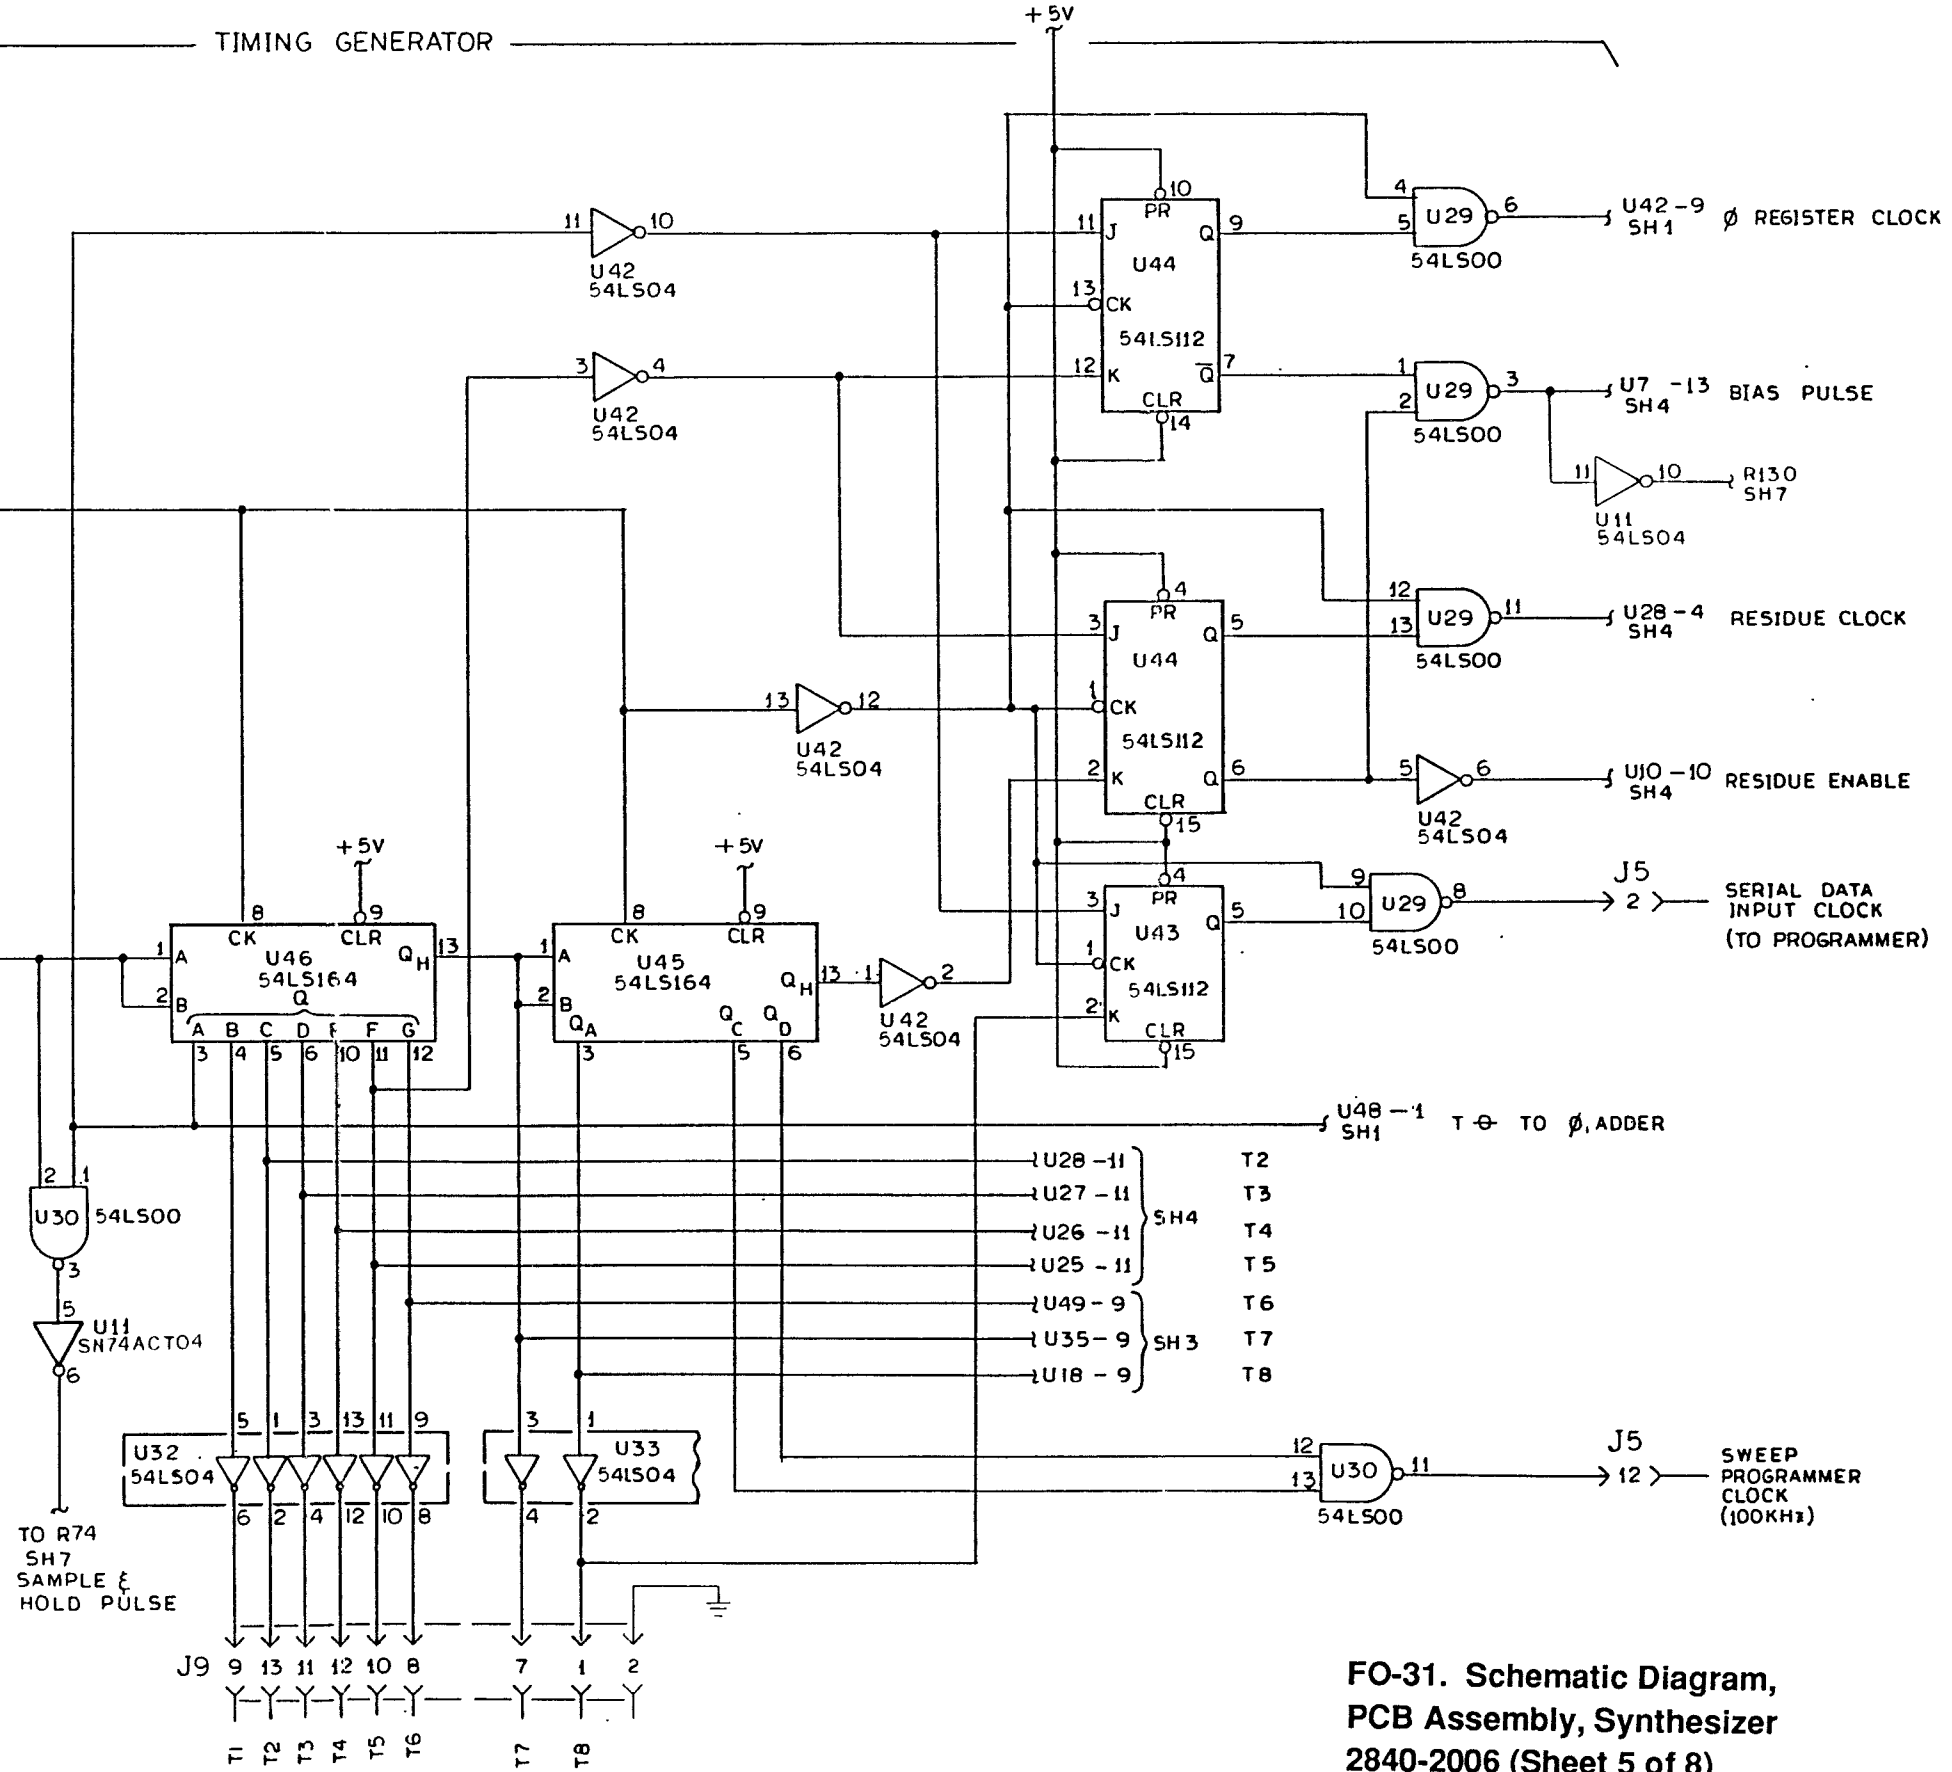 +5V
TIMING GENERATOR
10
PR
11 J
Q 9
U44
13
CK
54LS112
12 K
Q 7
CLR
14
11 10
U42
54LS04
3 4
U42
54LS04
4
5
U29
6
54LS00
U42-9
SH1
Ø REGISTER CLOCK
1
2
U29
3
54LS00
U7 -13
SH4
BIAS PULSE
11 10
U11
54LS04
R130
SH7
4
PR
3 J
Q 5
U44
1
CK
54LS112
2 K
Q 6
CLR
15
12
13
U29
11
54LS00
U28-4
SH4
RESIDUE CLOCK
13 12
U42
54LS04
5 6
U42
54LS04
U10-10
SH4
RESIDUE ENABLE
4
PR
3 J
Q 5
U43
1
CK
54LS112
2 K
CLR
15
9
10
U29
8
54LS00
J5
2
SERIAL DATA
INPUT CLOCK
(TO PROGRAMMER)
+5V
8
9
CK
CLR
1 A
U46
54LS164
QH 13
2 B
Q
A B C D E F G
3 4 5 6 10 11 12
+5V
8
9
CK
CLR
1 A
U45
54LS164
QH 13
2 B
QA
QC
QD
3 5 6
1 2
U42
54LS04
U48-1
SH1
T θ TO Ø, ADDER
U28-11 T2
U27-11 T3
SH4
U26-11 T4
U25-11 T5
U49-9 T6
U35-9 SH3 T7
U18-9 T8
2 1
U30 54LS00
3
5
U11
SN74ACT04
6
TO R74
SH7
SAMPLE &
HOLD PULSE
5 1 3 13 11 9
U32
54LS04
6 2 4 12 10 8
3 1
U33
54LS04
4 2
12
13
U30
11
54LS00
J5
12
SWEEP
PROGRAMMER
CLOCK
(100KHz)
J9 9 13 11 12 10 8 7 1 2
T1 T2 T3 T4 T5 T6 T7 T8
FO-31. Schematic Diagram,
PCB Assembly, Synthesizer
2840-2006 (Sheet 5 of 8)